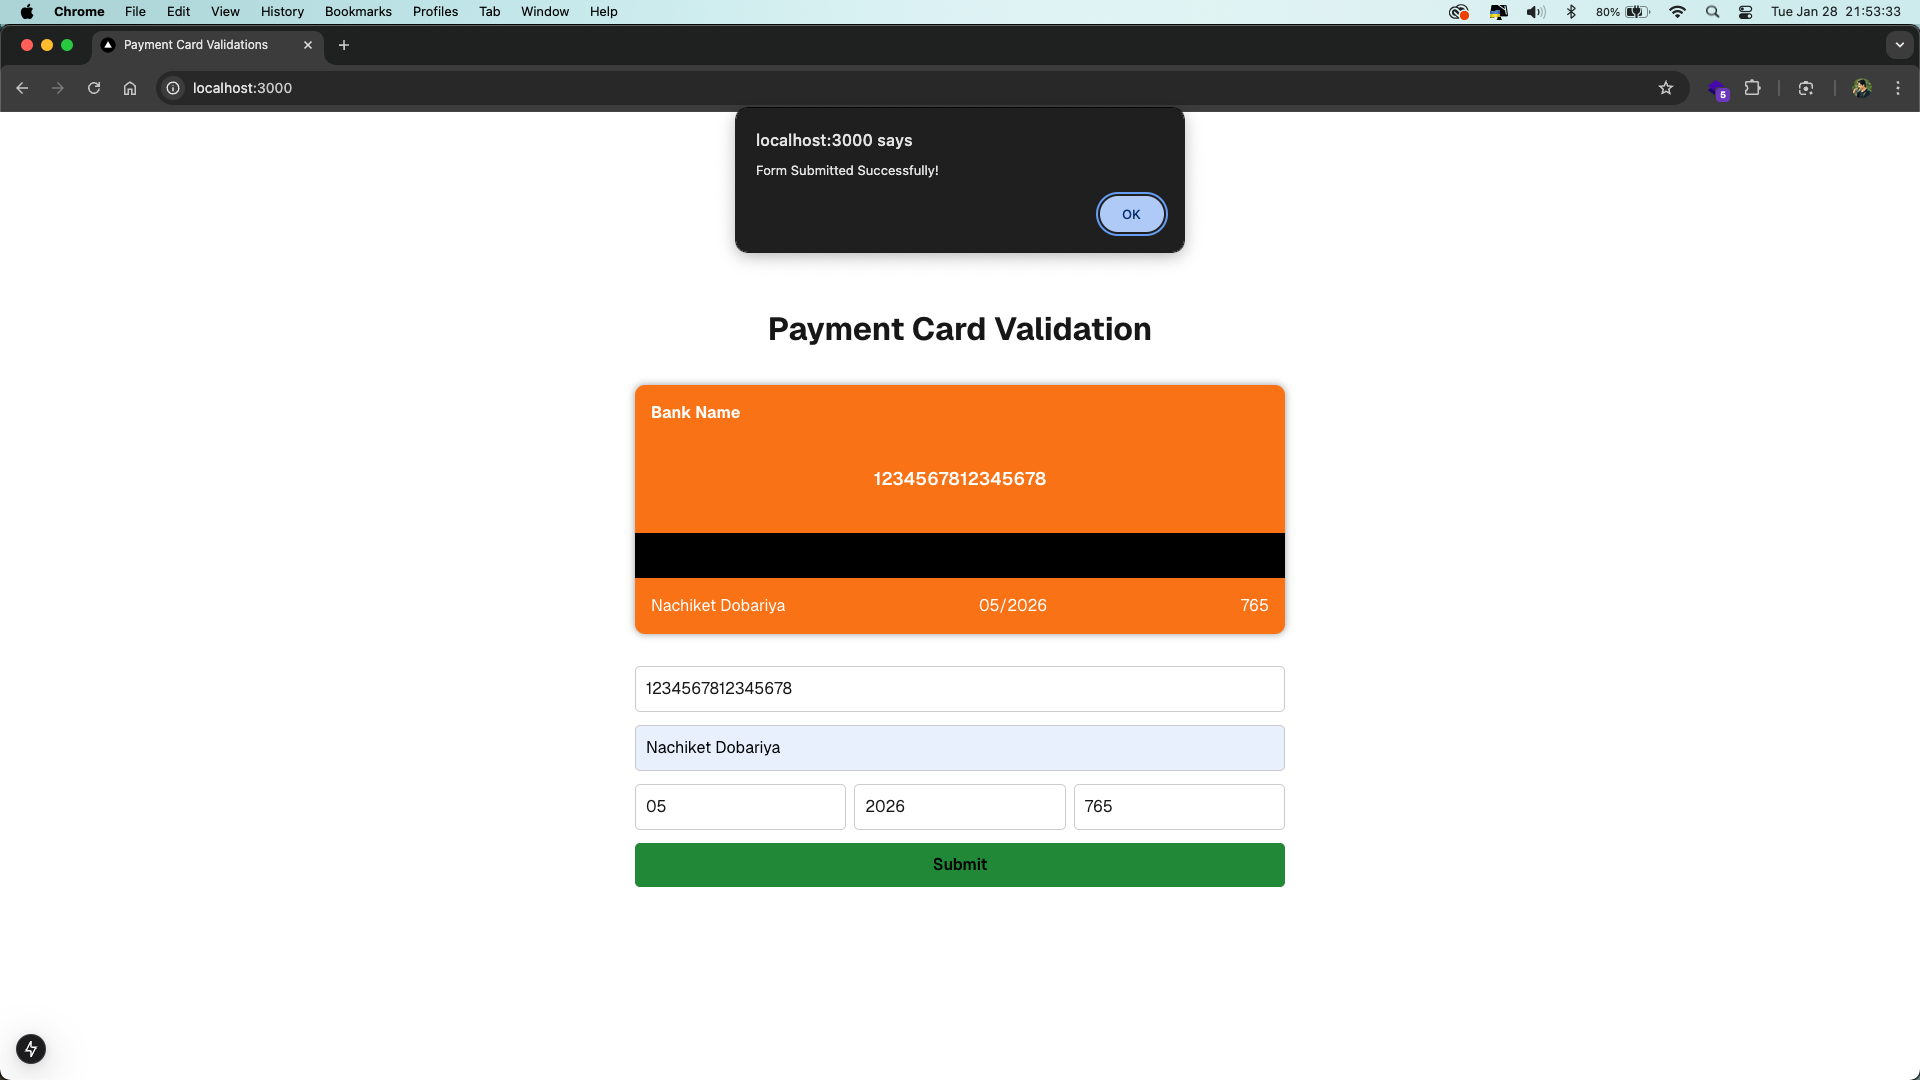 Chrome File Edit View History Bookmarks Profiles Tab Window Help 80% Tue Jan 28 21:53:33
Payment Card Validations
localhost:3000
5
localhost:3000 says
Form Submitted Successfully!
OK
Payment Card Validation
Bank Name
1234567812345678
Nachiket Dobariya 05/2026 765
1234567812345678
Nachiket Dobariya
05 2026 765
Submit